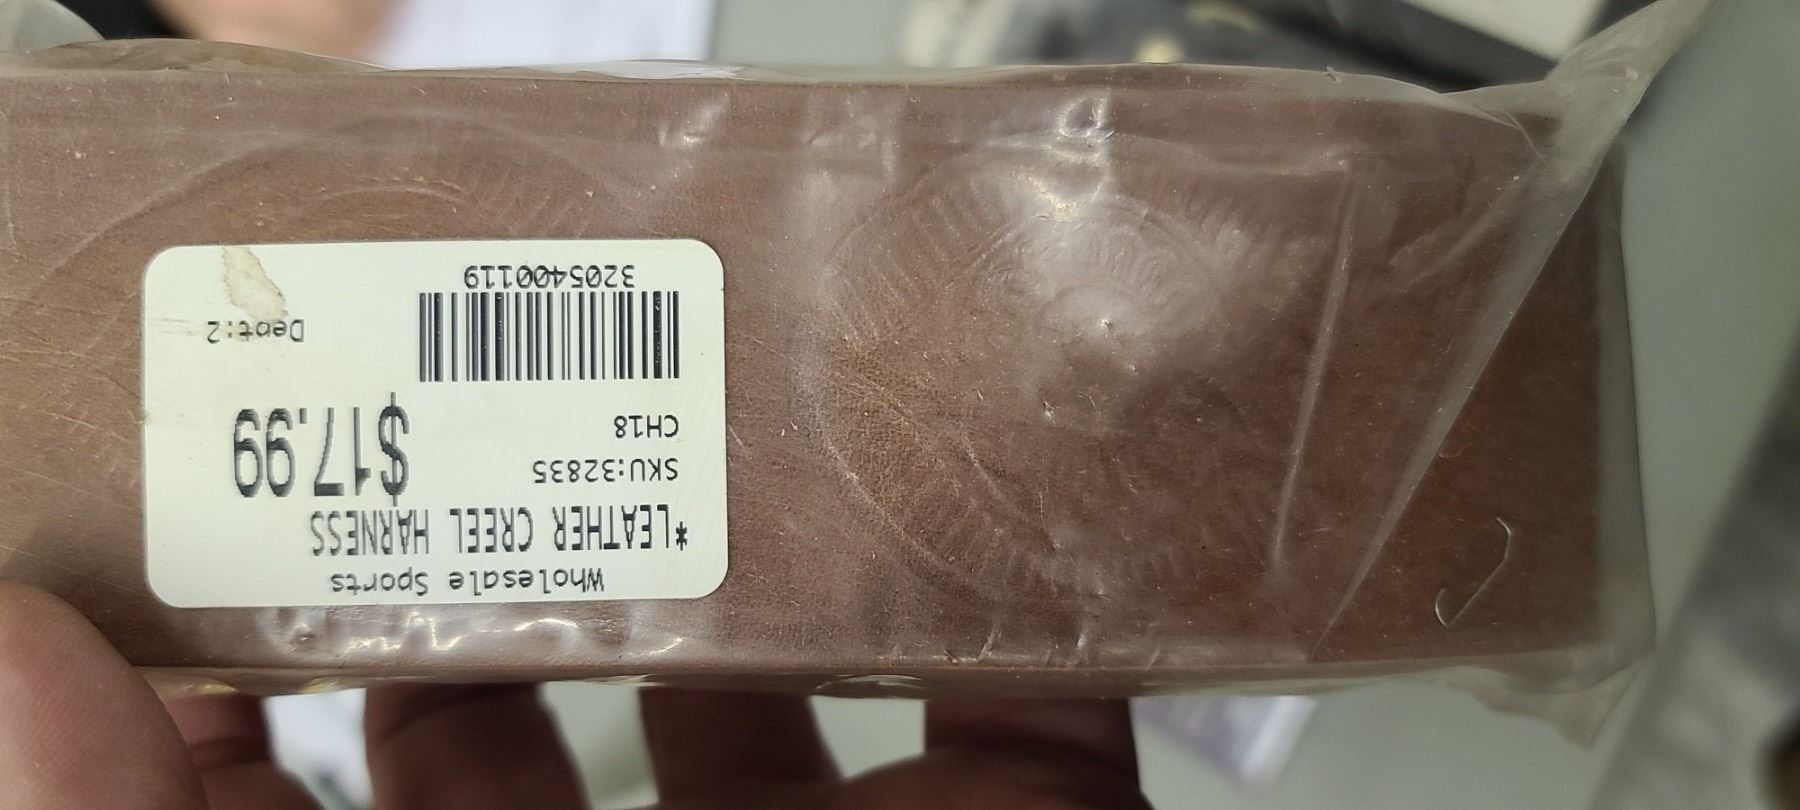 Wholesale Sports
*LEATHER CREEL HARNESS
SKU:32835
CH18
$17.99
Dept:2
3205400119